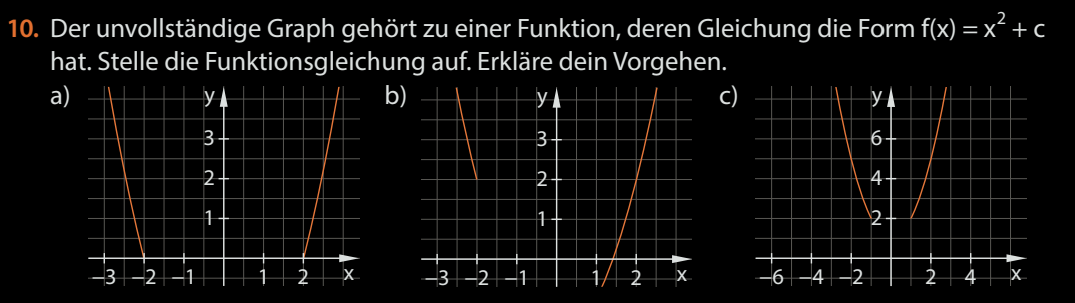 10. Der unvollständige Graph gehört zu einer Funktion, deren Gleichung die Form f(x) = x² + c
hat. Stelle die Funktionsgleichung auf. Erkläre dein Vorgehen.
a) y b) y c) y
3 3 6
2 2 4
1 1 2
–3 –2 –1 1 2 x –3 –2 –1 1 2 x –6 –4 –2 2 4 x